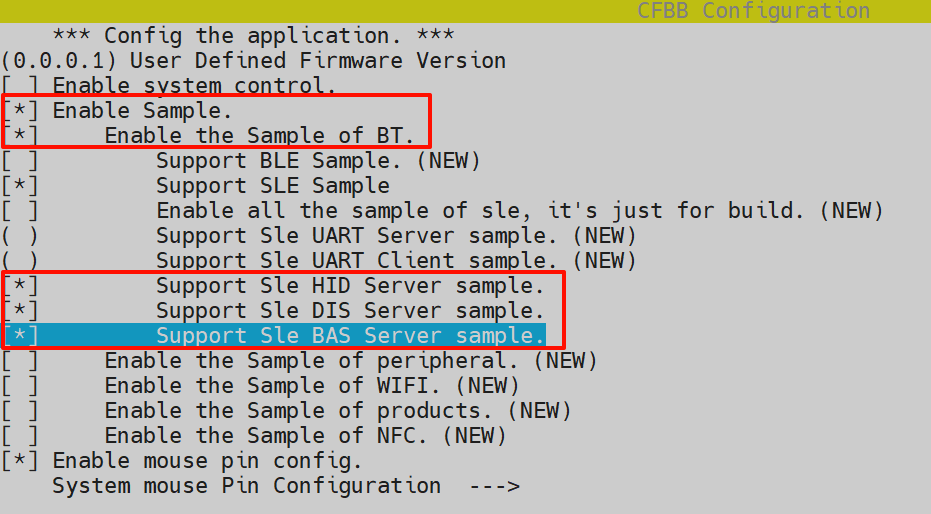 CFBB Configuration
*** Config the application. ***
(0.0.0.1) User Defined Firmware Version
[ ] Enable system control.
[*] Enable Sample.
[*]     Enable the Sample of BT.
[ ]         Support BLE Sample. (NEW)
[*]         Support SLE Sample
[ ]         Enable all the sample of sle, it's just for build. (NEW)
( )         Support Sle UART Server sample. (NEW)
( )         Support Sle UART Client sample. (NEW)
[*]         Support Sle HID Server sample.
[*]         Support Sle DIS Server sample.
[*]         Support Sle BAS Server sample.
[ ]     Enable the Sample of peripheral. (NEW)
[ ]     Enable the Sample of WIFI. (NEW)
[ ]     Enable the Sample of products. (NEW)
[ ]     Enable the Sample of NFC. (NEW)
[*] Enable mouse pin config.
System mouse Pin Configuration  --->